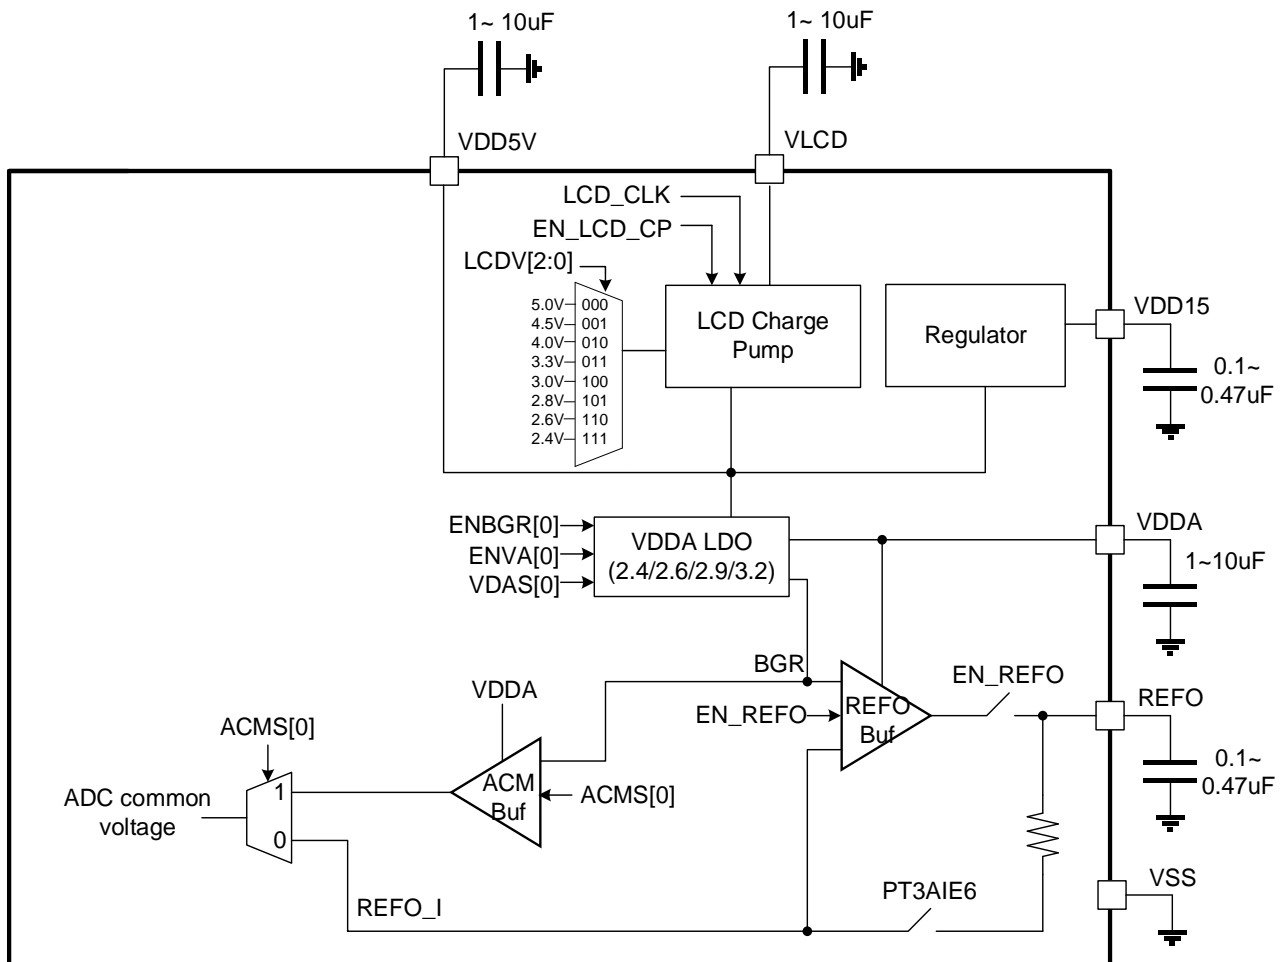 1~ 10uF
1~ 10uF
VDD5V
VLCD
LCD_CLK
EN_LCD_CP
LCDV[2:0]
5.0V 000
4.5V 001
4.0V 010
3.3V 011
3.0V 100
2.8V 101
2.6V 110
2.4V 111
LCD Charge
Pump
Regulator
VDD15
0.1~
0.47uF
ENBGR[0]
ENVA[0]
VDAS[0]
VDDA LDO
(2.4/2.6/2.9/3.2)
VDDA
1~10uF
BGR
VDDA
EN_REFO
REFO
Buf
EN_REFO
REFO
0.1~
0.47uF
ACMS[0]
ADC common
voltage
1
0
ACM
Buf
ACMS[0]
REFO_I
PT3AIE6
VSS